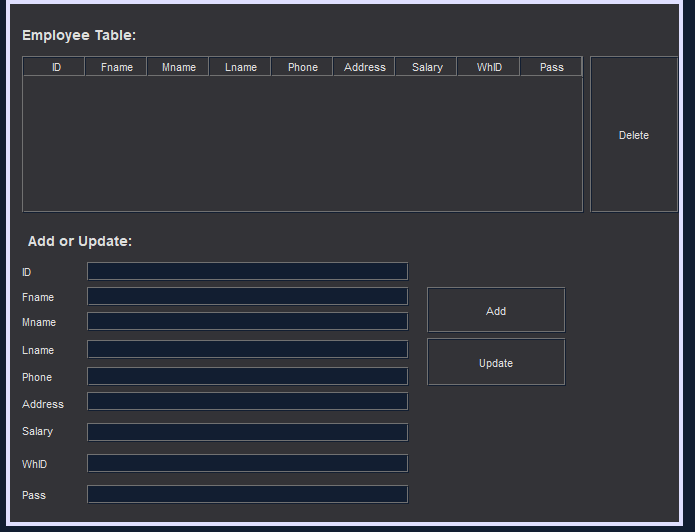 Employee Table:
ID Fname Mname Lname Phone Address Salary WhID Pass
Delete
Add or Update:
ID
Fname
Mname
Add
Lname
Update
Phone
Address
Salary
WhID
Pass